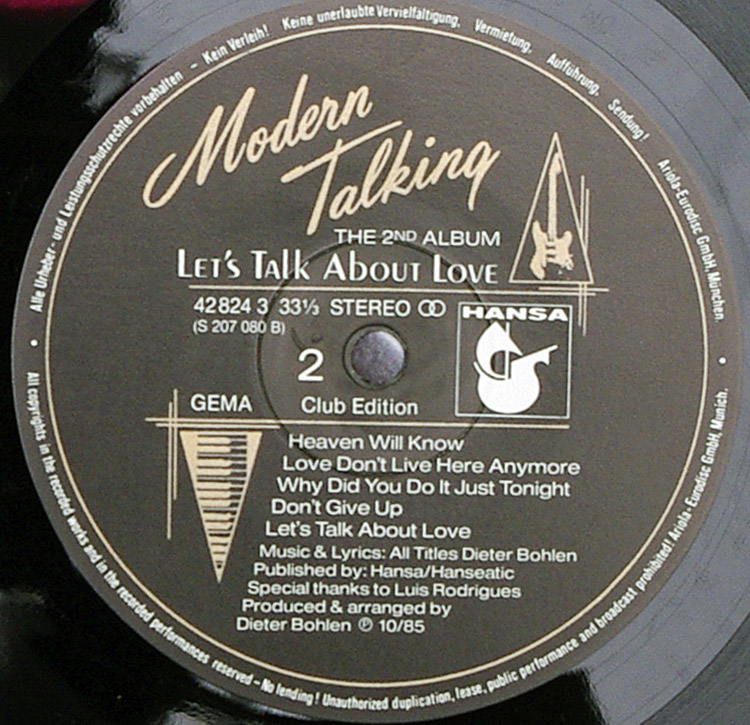 Alle Urheber- und Leistungsschutzrechte vorbehalten – Kein Verleih! Keine unerlaubte Vervielfältigung, Vermietung, Aufführung, Sendung!
Ariola-Eurodisc GmbH, München.
Modern
Talking
THE 2ND ALBUM
LET'S TALK ABOUT LOVE
42 824 3 33⅓ STEREO
(S 207 080 B)
HANSA
2
GEMA
Club Edition
Heaven Will Know
Love Don't Live Here Anymore
Why Did You Do It Just Tonight
Don't Give Up
Let's Talk About Love
Music & Lyrics: All Titles Dieter Bohlen
Published by: Hansa/Hanseatic
Special thanks to Luis Rodrigues
Produced & arranged by
Dieter Bohlen ℗ 10/85
All copyrights in the recorded works and in the recorded performances reserved – No lending! Unauthorized duplication, lease, public performance and broadcast prohibited! Ariola-Eurodisc GmbH, Munich.